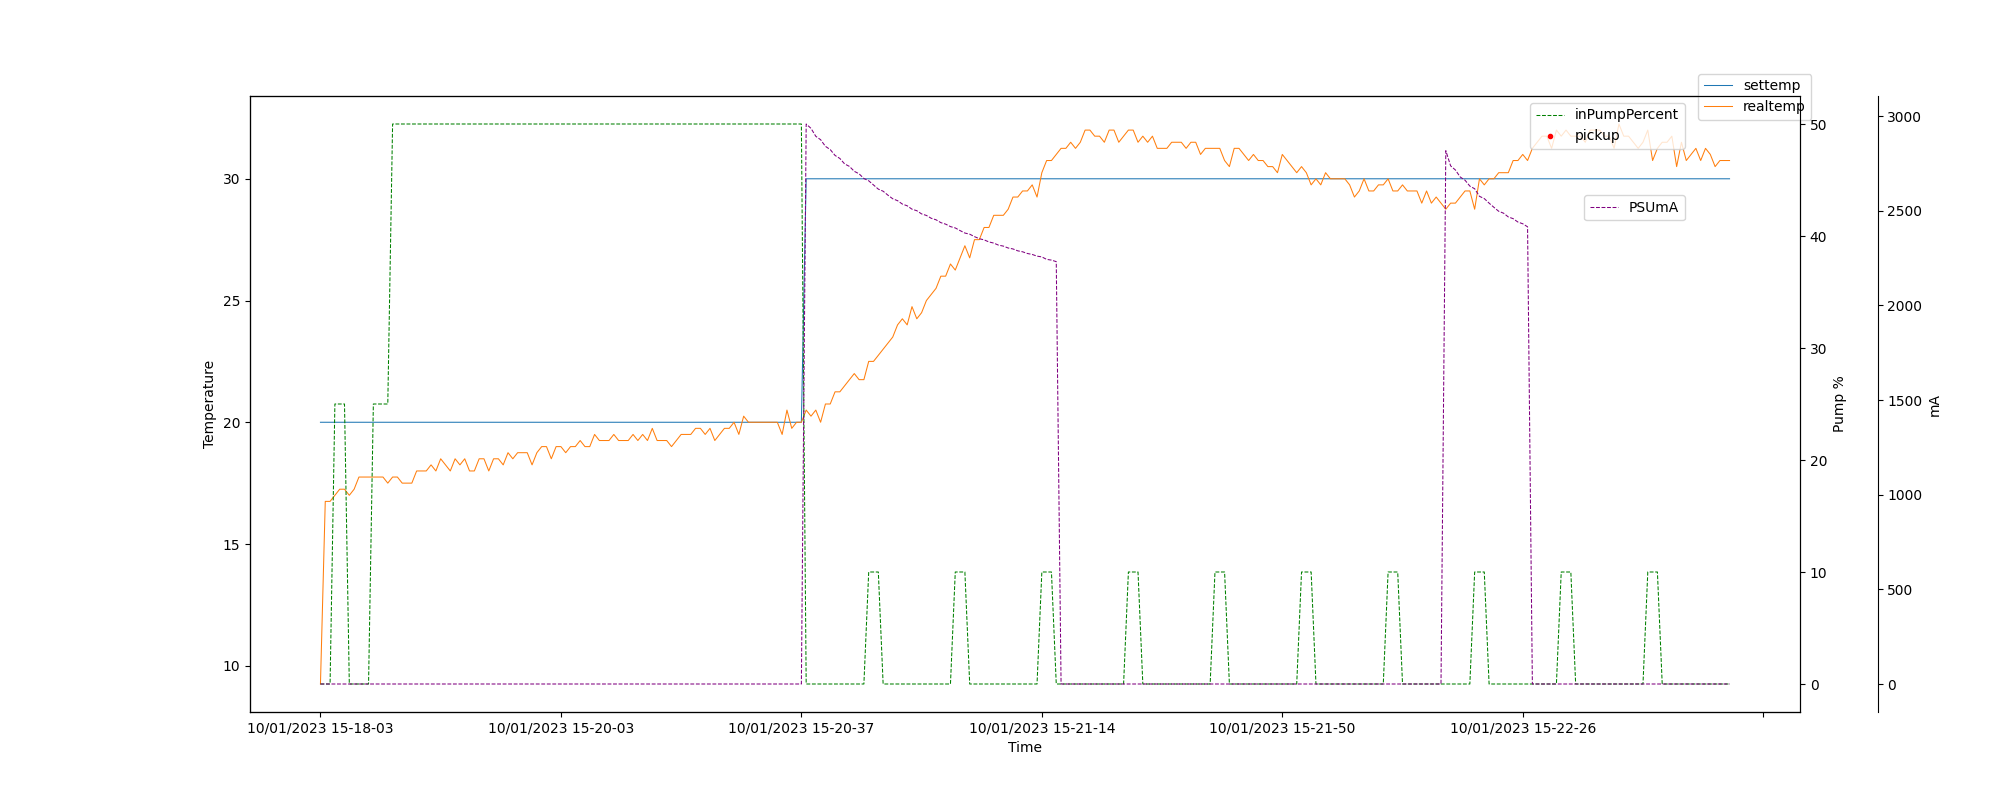 settemp
realtemp
inPumpPercent
pickup
PSUmA
30
25
20
15
10
Temperature
50
40
30
20
10
0
Pump %
3000
2500
2000
1500
1000
500
0
mA
10/01/2023 15-18-03
10/01/2023 15-20-03
10/01/2023 15-20-37
10/01/2023 15-21-14
10/01/2023 15-21-50
10/01/2023 15-22-26
Time